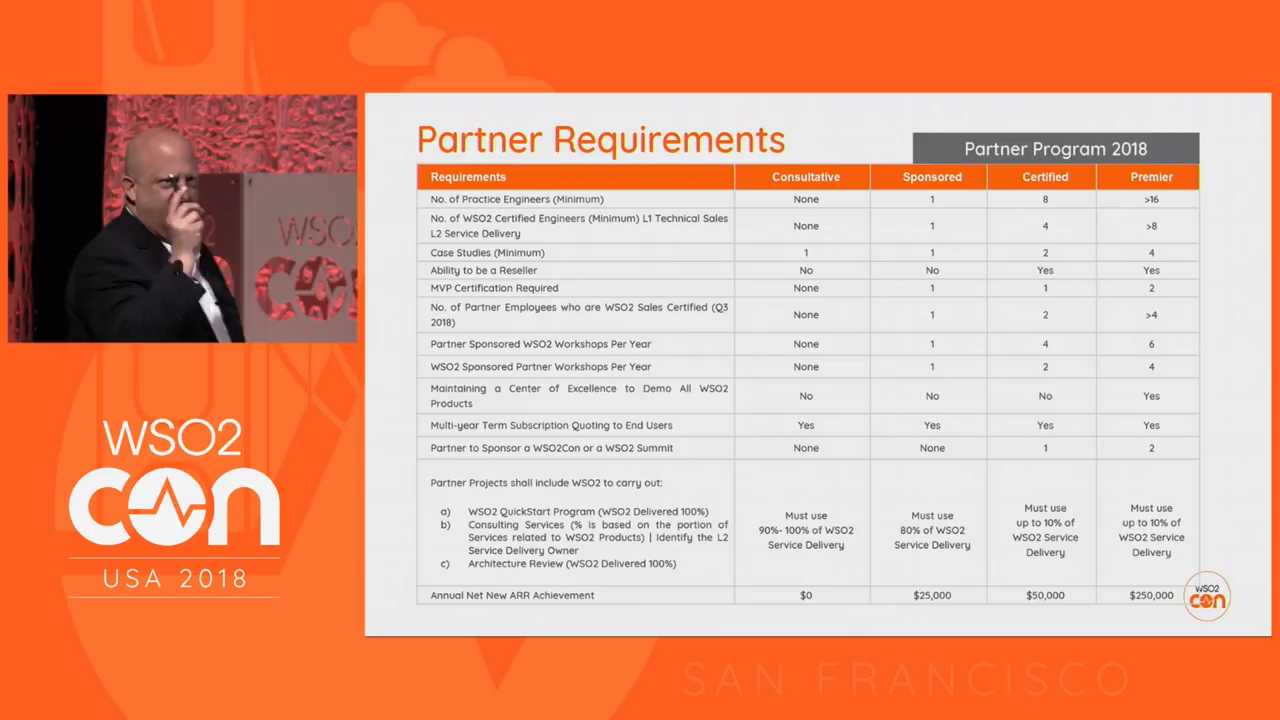 Partner Requirements
Partner Program 2018
Requirements Consultative Sponsored Certified Premier
No. of Practice Engineers (Minimum) None 1 8 >16
No. of WSO2 Certified Engineers (Minimum) L1 Technical Sales
L2 Service Delivery None 1 4 >8
Case Studies (Minimum) 1 1 2 4
Ability to be a Reseller No No Yes Yes
MVP Certification Required None 1 1 2
No. of Partner Employees who are WSO2 Sales Certified (Q3
2018) None 1 2 >4
Partner Sponsored WSO2 Workshops Per Year None 1 4 6
WSO2 Sponsored Partner Workshops Per Year None 1 2 4
Maintaining a Center of Excellence to Demo All WSO2
Products No No No Yes
Multi-year Term Subscription Quoting to End Users Yes Yes Yes Yes
Partner to Sponsor a WSO2Con or a WSO2 Summit None None 1 2
Partner Projects shall include WSO2 to carry out:
a) WSO2 QuickStart Program (WSO2 Delivered 100%)
b) Consulting Services (% is based on the portion of
Services related to WSO2 Products) | Identify the L2
Service Delivery Owner
c) Architecture Review (WSO2 Delivered 100%)
Must use
90%- 100% of WSO2
Service Delivery
Must use
80% of WSO2
Service Delivery
Must use
up to 10% of
WSO2 Service
Delivery
Must use
up to 10% of
WSO2 Service
Delivery
Annual Net New ARR Achievement $0 $25,000 $50,000 $250,000
WSO2
con
WSO2
con
WSO2
con
USA 2018
SAN FRANCISCO